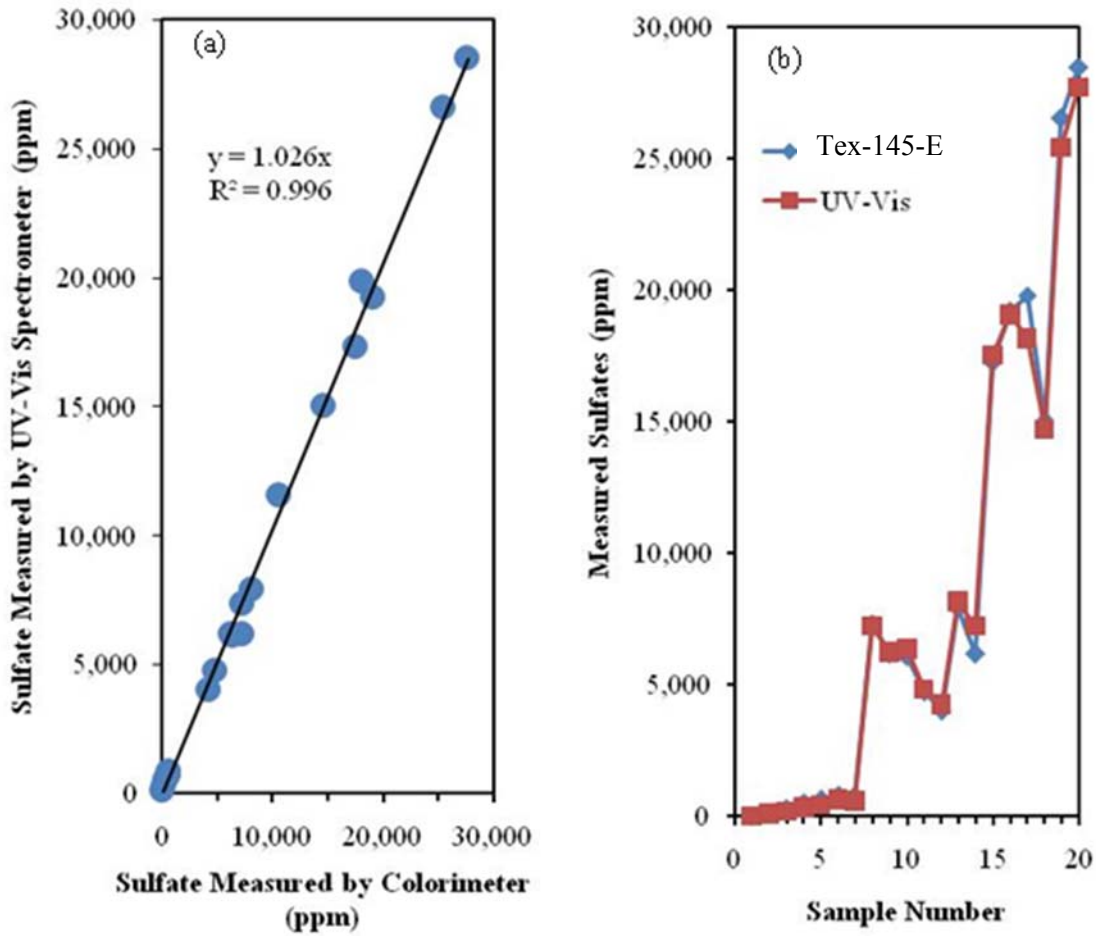 (a)
30,000
25,000
20,000
15,000
10,000
5,000
0
y = 1.026x
R² = 0.996
0 10,000 20,000 30,000
Sulfate Measured by UV-Vis Spectrometer (ppm)
Sulfate Measured by Colorimeter
(ppm)
(b)
30,000
25,000
20,000
15,000
10,000
5,000
0
Tex-145-E
UV-Vis
0 5 10 15 20
Measured Sulfates (ppm)
Sample Number